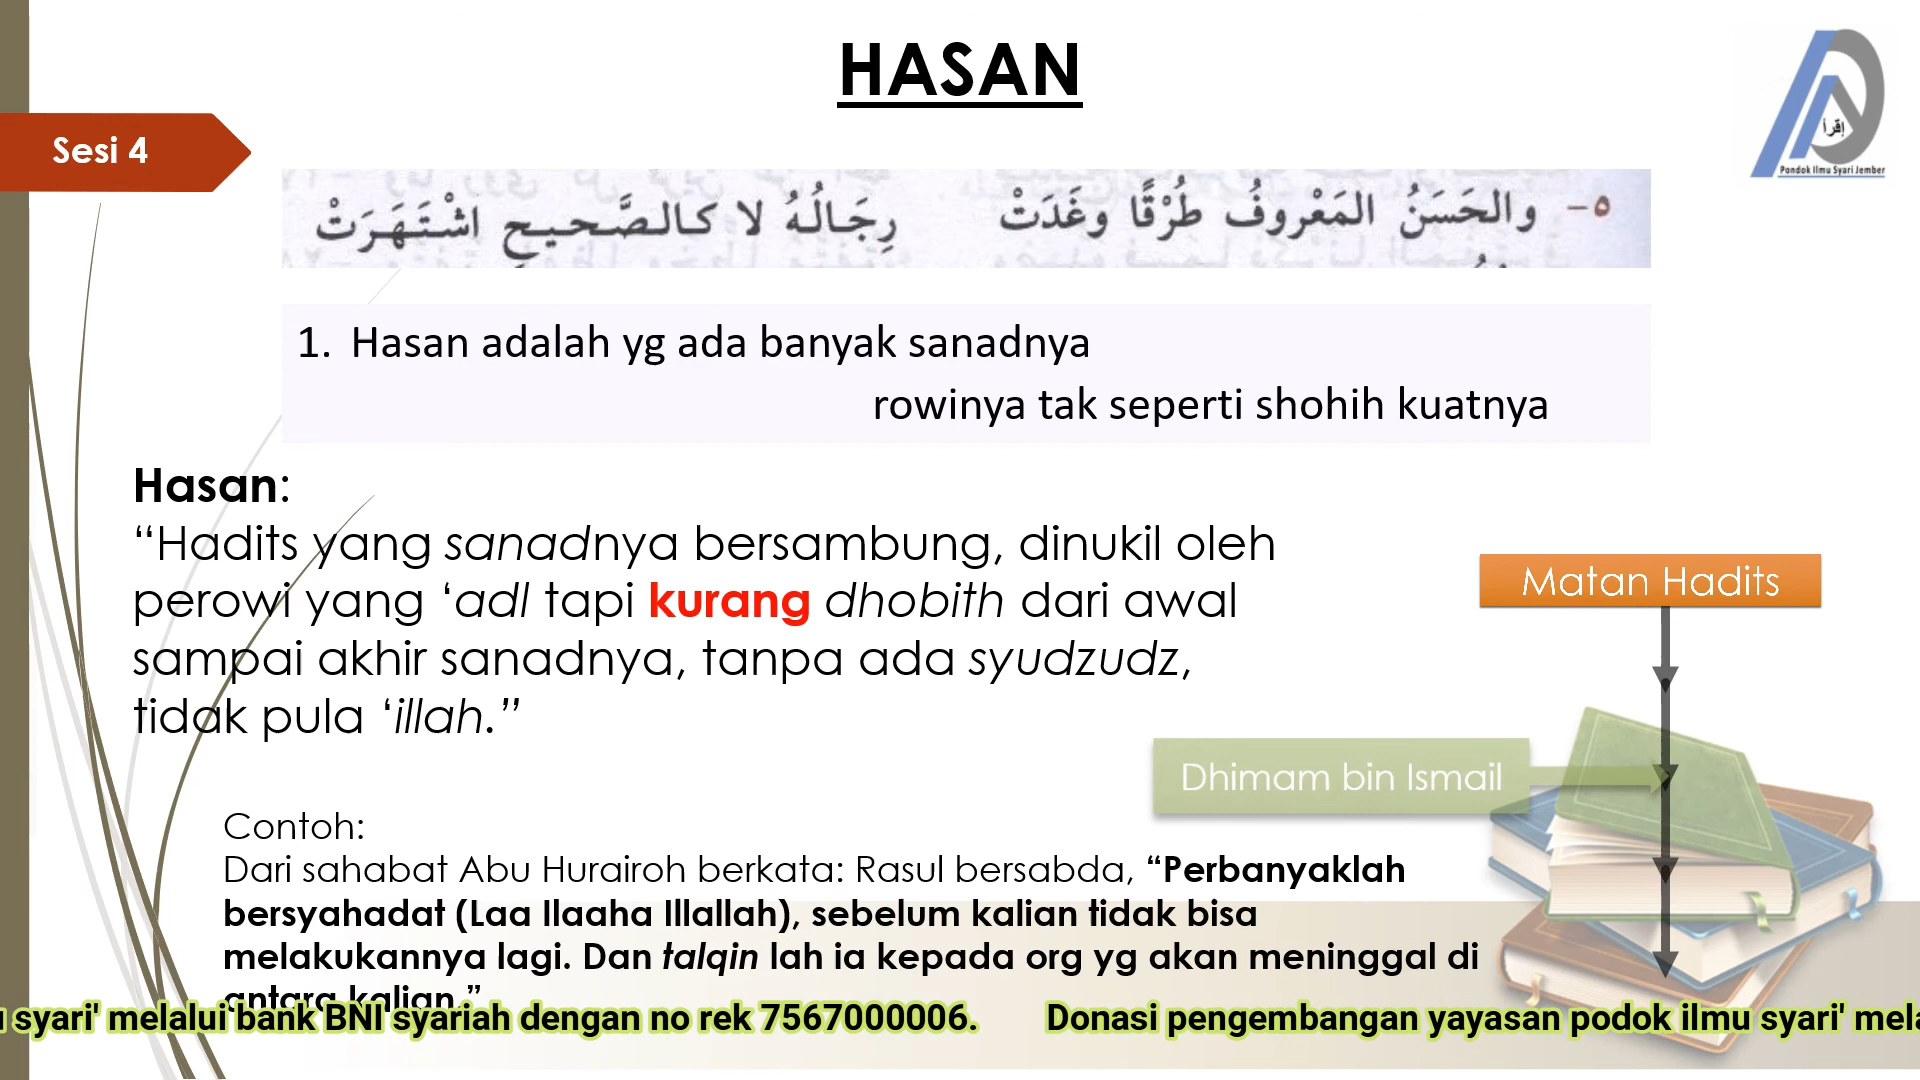 HASAN
Sesi 4
إقرأ
Pondok Ilmu Syari Jember
٥- والحَسَنُ المَعْرُوفُ طُرْقًا وغَدَتْ رِجَالُهُ لا كالصَّحيحِ اشْتَهَرَتْ
1. Hasan adalah yg ada banyak sanadnya
rowinya tak seperti shohih kuatnya
Hasan:
“Hadits yang sanadnya bersambung, dinukil oleh
perowi yang ‘adl tapi kurang dhobith dari awal
sampai akhir sanadnya, tanpa ada syudzudz,
tidak pula ‘illah.”
Matan Hadits
Dhimam bin Ismail
Contoh:
Dari sahabat Abu Hurairoh berkata: Rasul bersabda, “Perbanyaklah
bersyahadat (Laa Ilaaha Illallah), sebelum kalian tidak bisa
melakukannya lagi. Dan talqin lah ia kepada org yg akan meninggal di
antara kalian.”
syari' melalui bank BNI syariah dengan no rek 7567000006. Donasi pengembangan yayasan podok ilmu syari'